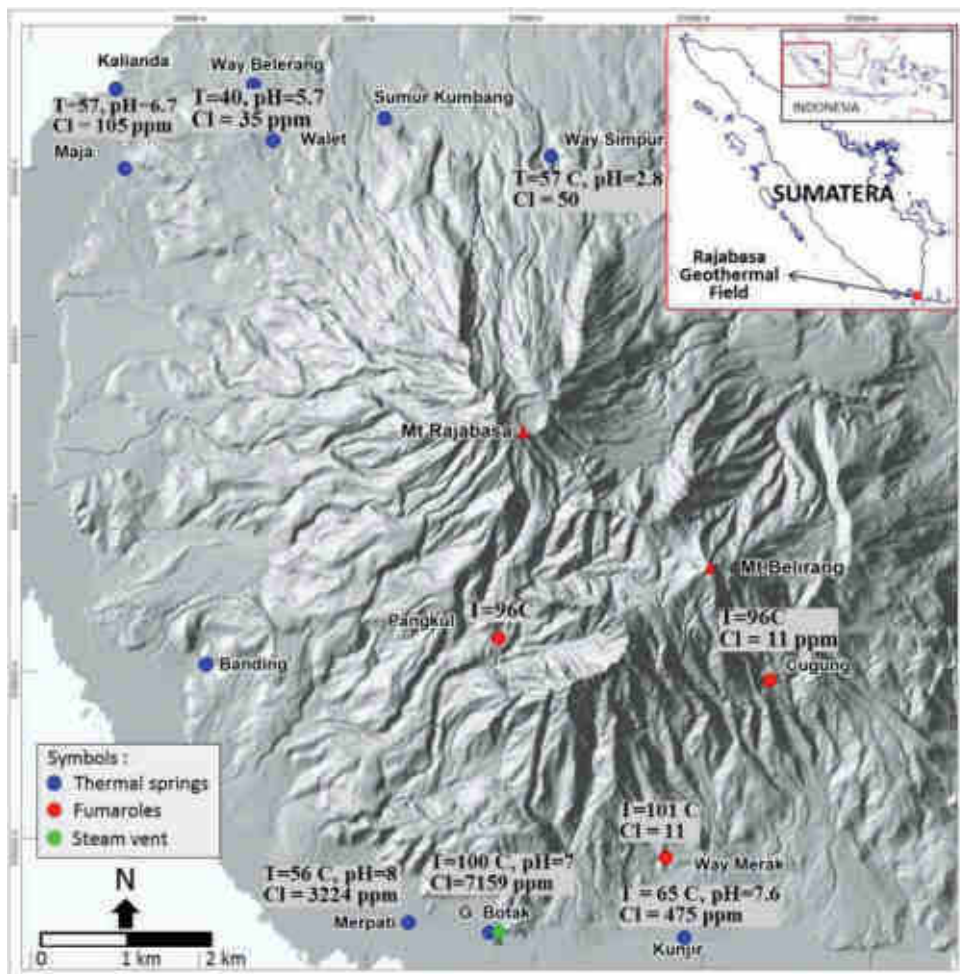 Kalianda
Way Belerang
T=57, pH=6.7
Cl = 105 ppm
T=40, pH=5.7
Cl = 35 ppm
Sumur Kumbang
Maja
Walet
Way Simpur
T=57 C, pH=2.8
Cl = 50
INDONESIA
SUMATERA
Rajabasa
Geothermal
Field
Mt Rajabasa
Mt Belirang
T=96C
Pangkul
T=96C
Cl = 11 ppm
Cugung
Banding
Symbols :
Thermal springs
Fumaroles
Steam vent
T=101 C
Cl = 11
Way Merak
T=56 C, pH=8
Cl = 3224 ppm
Merpati
T=100 C, pH=7
Cl=7159 ppm
G. Botak
T = 65 C, pH=7.6
Cl = 475 ppm
Kunjir
N
0 1 km 2 km